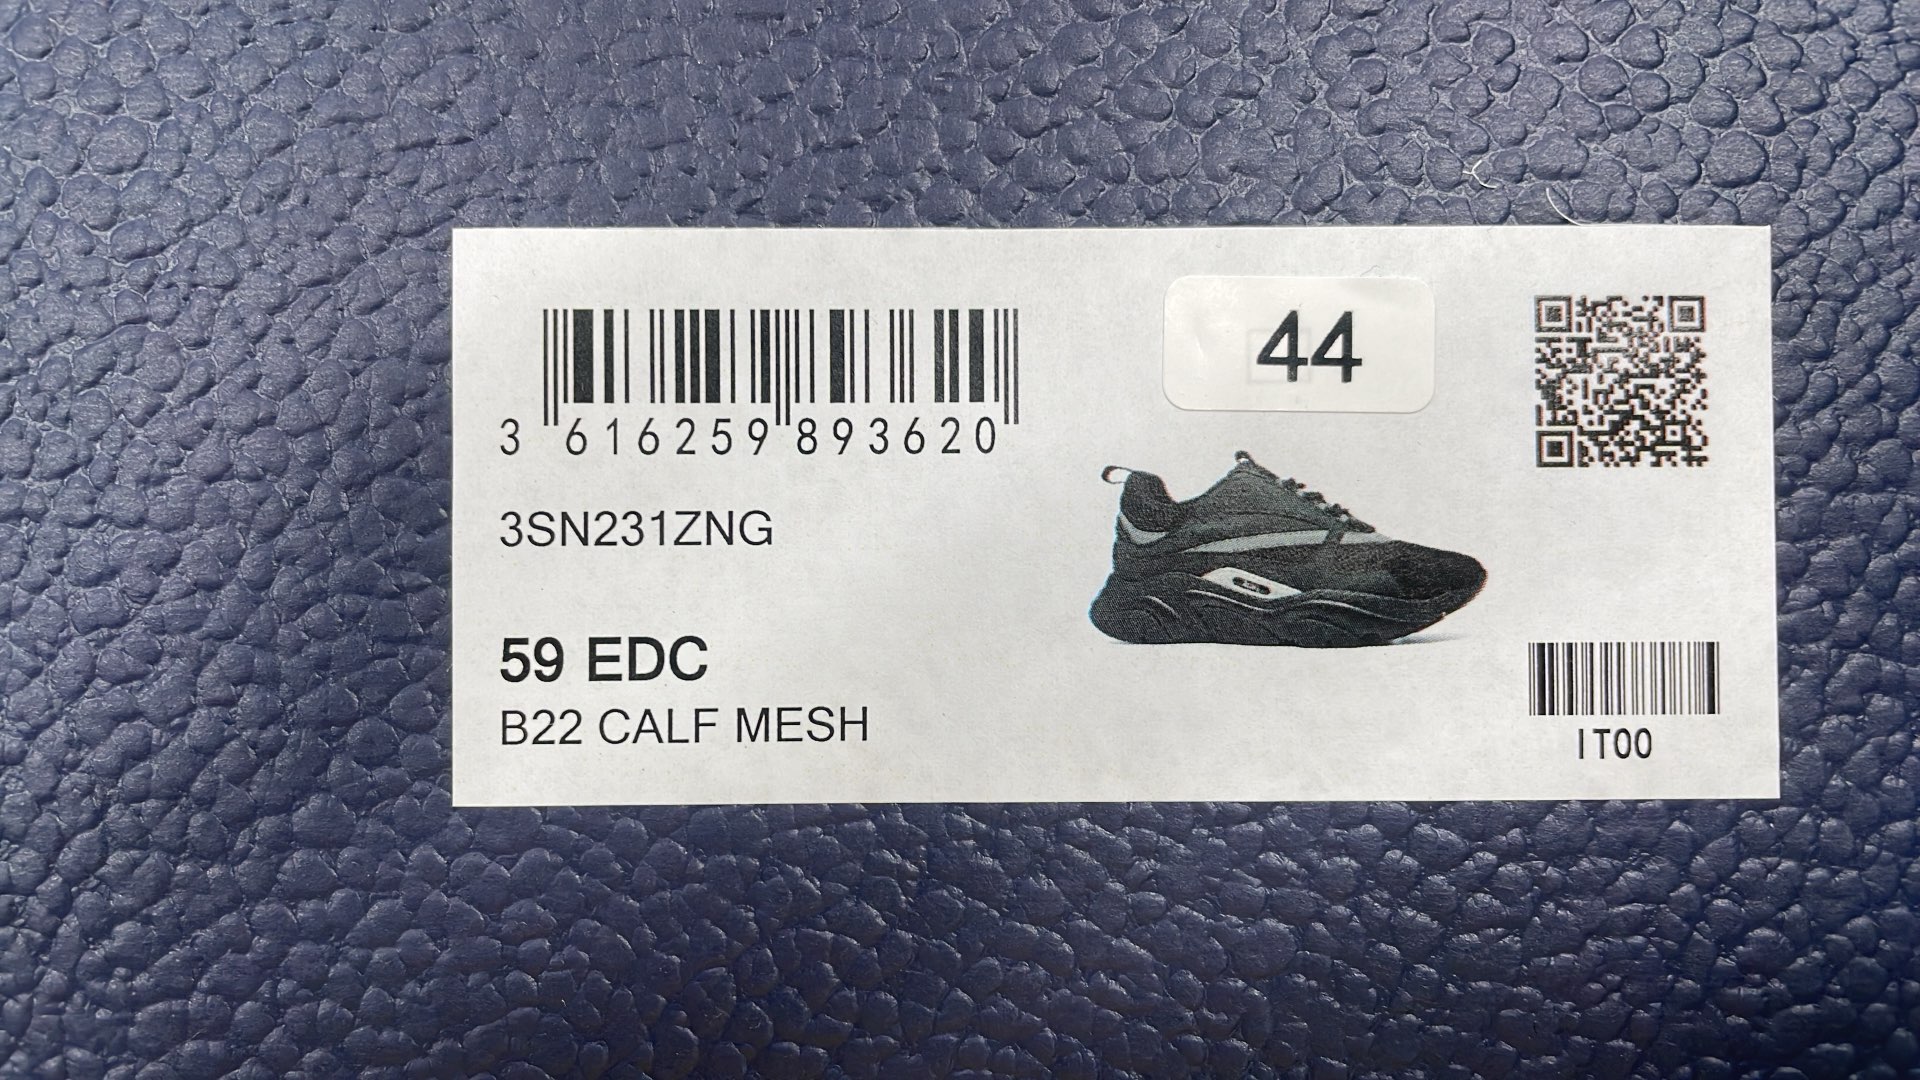 3 616259 893620
44
3SN231ZNG
59 EDC
B22 CALF MESH
IT00